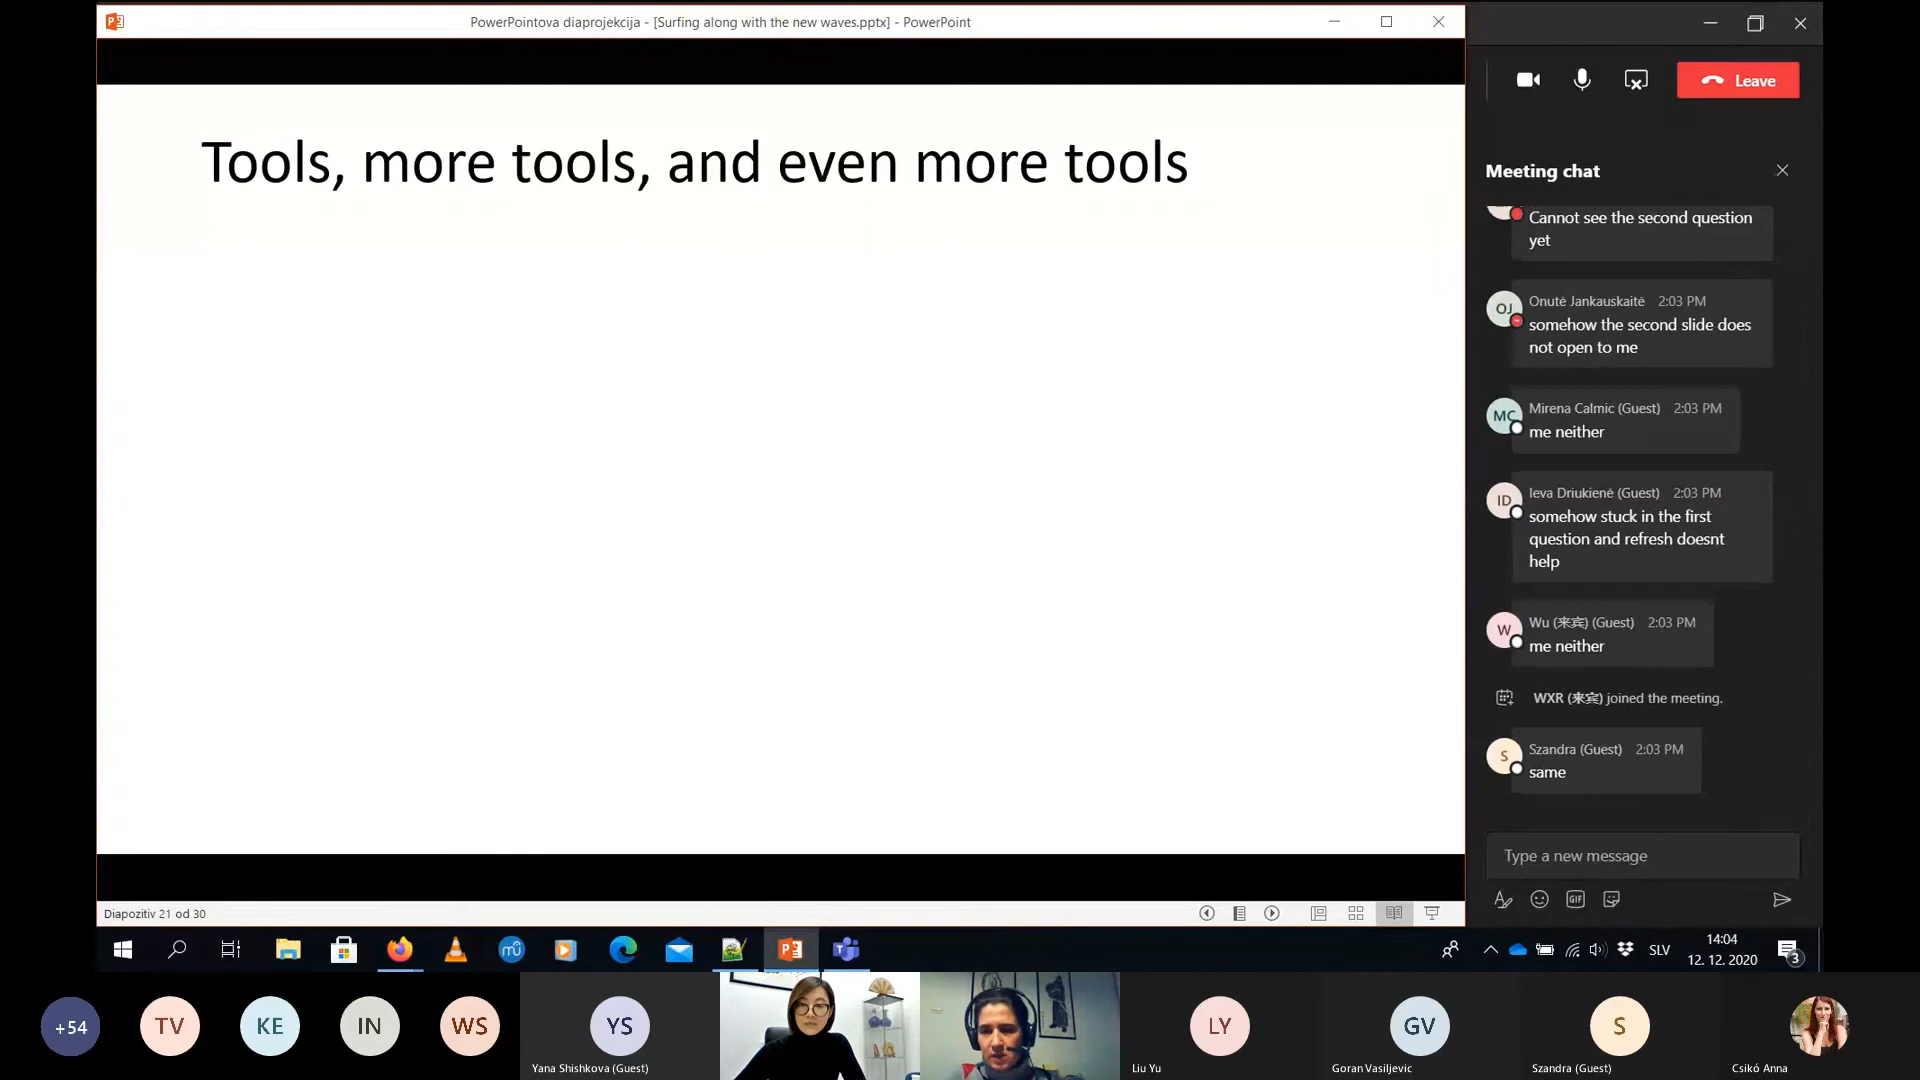 PowerPointova diaprojekcija - [Surfing along with the new waves.pptx] - PowerPoint
Tools, more tools, and even more tools
Diapozitiv 21 od 30
Leave
Meeting chat
Cannot see the second question
yet
OJ
Onutė Jankauskaitė 2:03 PM
somehow the second slide does
not open to me
MC
Mirena Calmic (Guest) 2:03 PM
me neither
ID
Ieva Driukienė (Guest) 2:03 PM
somehow stuck in the first
question and refresh doesnt
help
W
Wu (来宾) (Guest) 2:03 PM
me neither
WXR (来宾) joined the meeting.
S
Szandra (Guest) 2:03 PM
same
Type a new message
GIF
SLV
14:04
12. 12. 2020
3
+54
TV
KE
IN
WS
YS
Yana Shishkova (Guest)
LY
Liu Yu
GV
Goran Vasiljevic
S
Szandra (Guest)
Csikó Anna